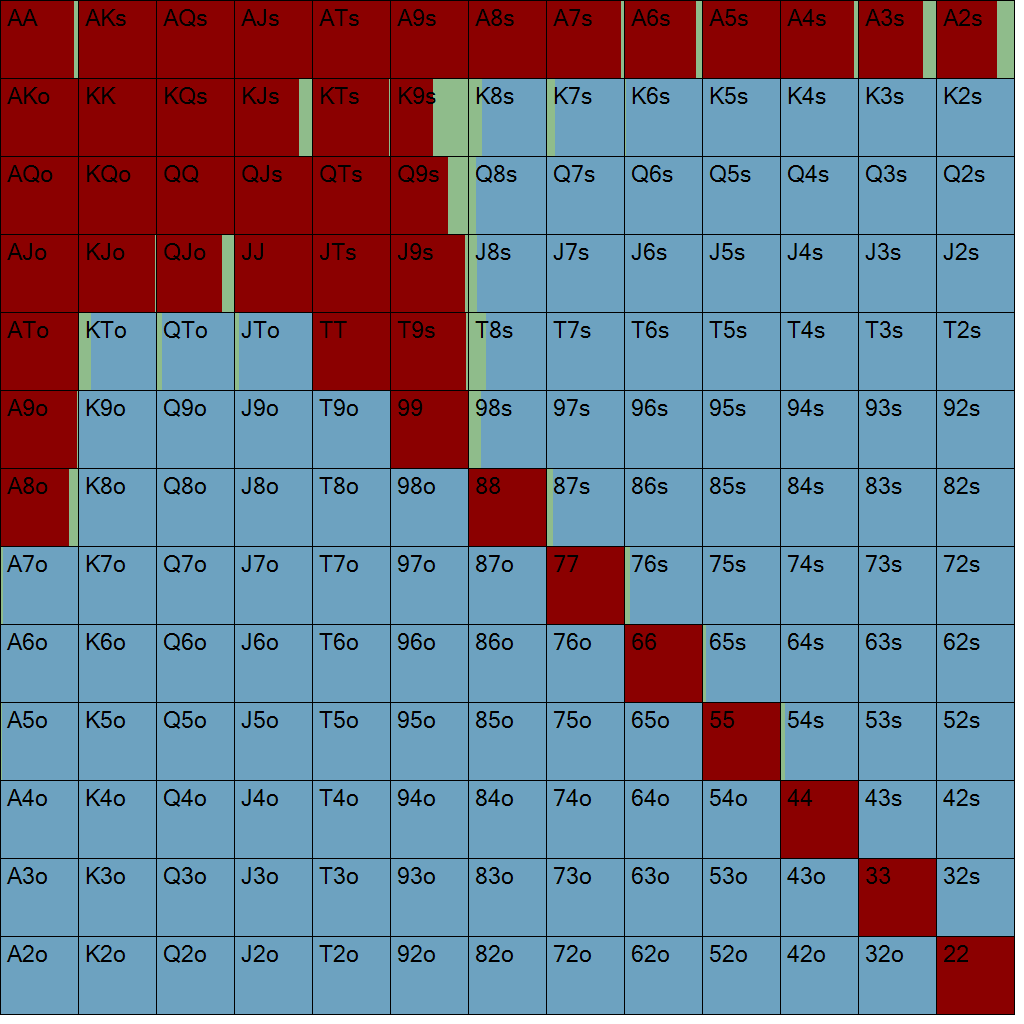 AA AKs AQs AJs ATs A9s A8s A7s A6s A5s A4s A3s A2s
AKo KK KQs KJs KTs K9s K8s K7s K6s K5s K4s K3s K2s
AQo KQo QQ QJs QTs Q9s Q8s Q7s Q6s Q5s Q4s Q3s Q2s
AJo KJo QJo JJ JTs J9s J8s J7s J6s J5s J4s J3s J2s
ATo KTo QTo JTo TT T9s T8s T7s T6s T5s T4s T3s T2s
A9o K9o Q9o J9o T9o 99 98s 97s 96s 95s 94s 93s 92s
A8o K8o Q8o J8o T8o 98o 88 87s 86s 85s 84s 83s 82s
A7o K7o Q7o J7o T7o 97o 87o 77 76s 75s 74s 73s 72s
A6o K6o Q6o J6o T6o 96o 86o 76o 66 65s 64s 63s 62s
A5o K5o Q5o J5o T5o 95o 85o 75o 65o 55 54s 53s 52s
A4o K4o Q4o J4o T4o 94o 84o 74o 64o 54o 44 43s 42s
A3o K3o Q3o J3o T3o 93o 83o 73o 63o 53o 43o 33 32s
A2o K2o Q2o J2o T2o 92o 82o 72o 62o 52o 42o 32o 22